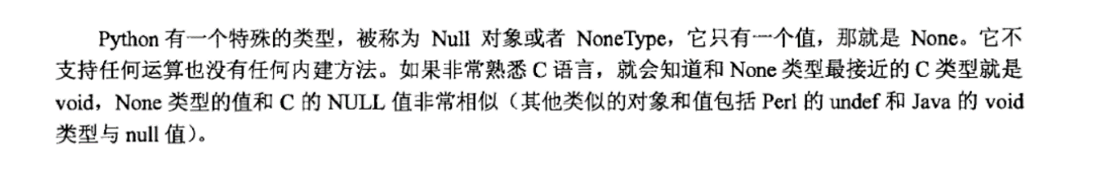 Python 有一个特殊的类型，被称为 Null 对象或者 NoneType，它只有一个值，那就是 None。它不
支持任何运算也没有任何内建方法。如果非常熟悉 C 语言，就会知道和 None 类型最接近的 C 类型就是
void，None 类型的值和 C 的 NULL 值非常相似（其他类似的对象和值包括 Perl 的 undef 和 Java 的 void
类型与 null 值）。